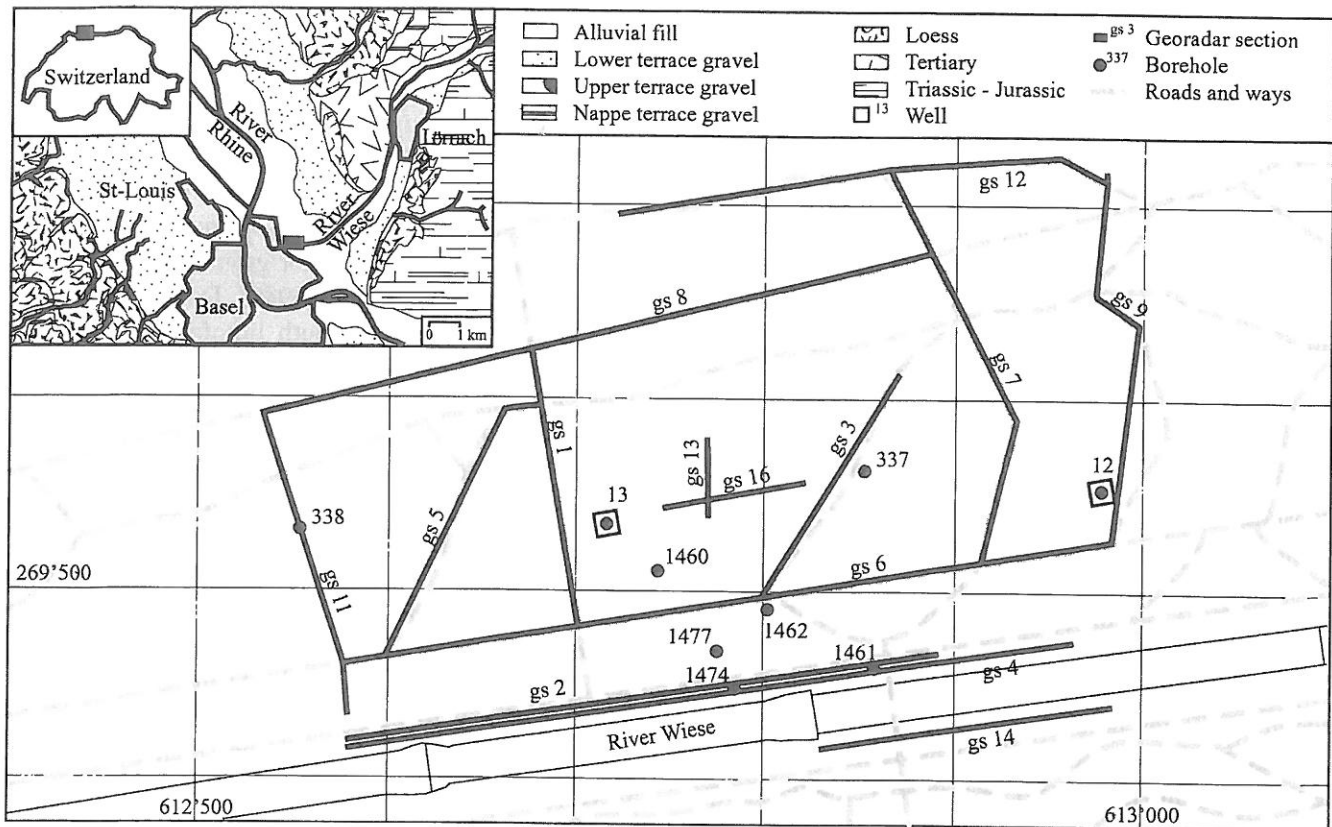 Switzerland
River
Rhine
St-Louis
Lörrach
River
Wiese
Basel
0 1 km
Alluvial fill
Lower terrace gravel
Upper terrace gravel
Nappe terrace gravel
Loess
Tertiary
Triassic - Jurassic
13 Well
gs 3 Georadar section
337 Borehole
Roads and ways
gs 12
gs 8
gs 9
gs 7
gs 1
gs 3
gs 13
337
gs 16
12
13
338
gs 5
1460
269'500
gs 11
gs 6
1462
1477
1461
1474
gs 2
gs 4
River Wiese
gs 14
612'500
613'000